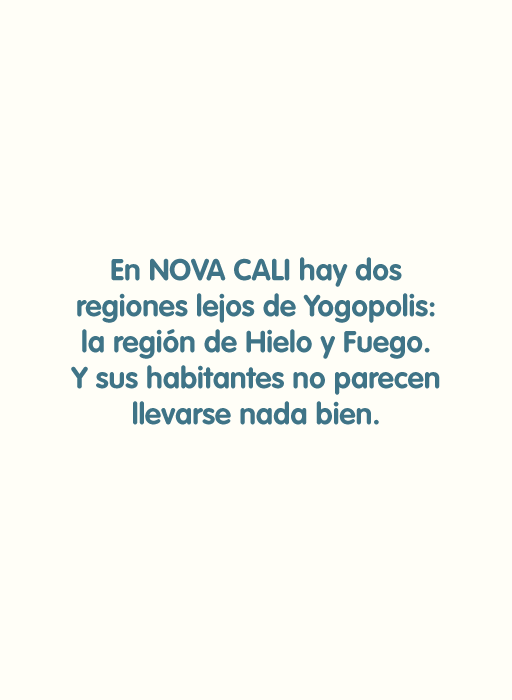 En NOVA CALI hay dos
regiones lejos de Yogopolis:
la región de Hielo y Fuego.
Y sus habitantes no parecen
llevarse nada bien.